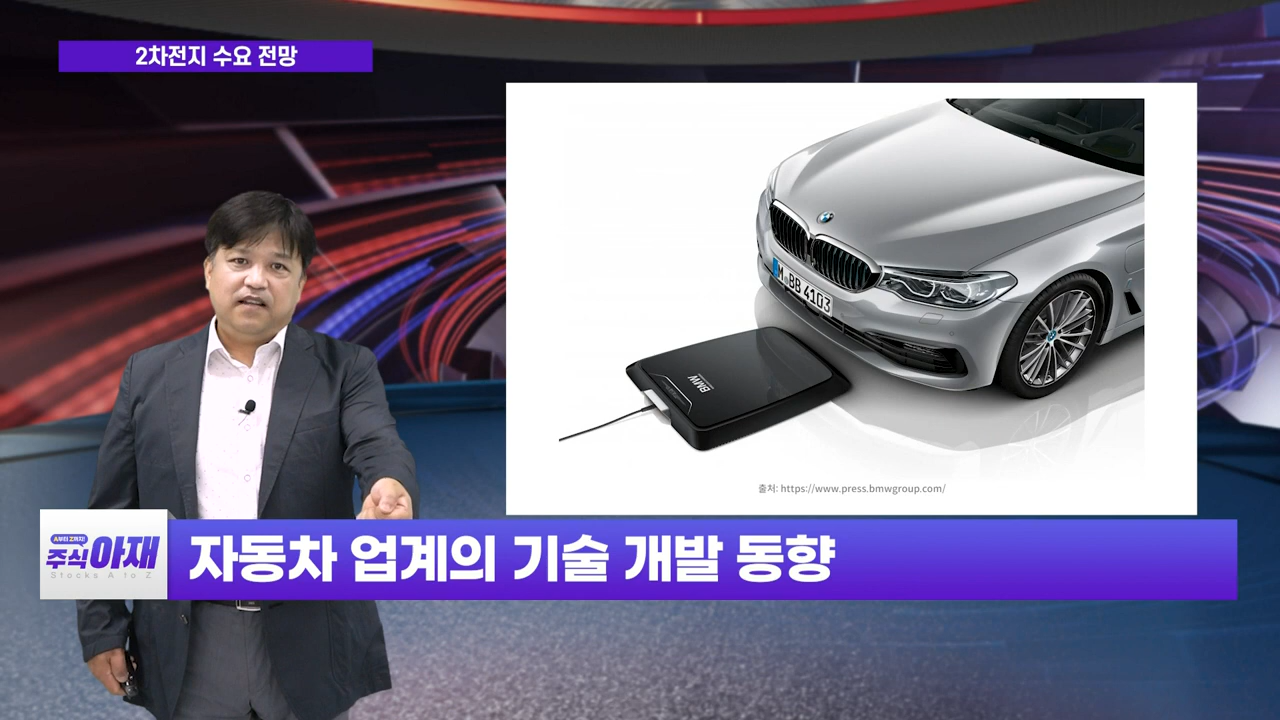 2차전지 수요 전망
M BB 4103
BMW
출처: https://www.press.bmwgroup.com/
A부터 Z까지!
주식아재
Stocks A to Z
자동차 업계의 기술 개발 동향